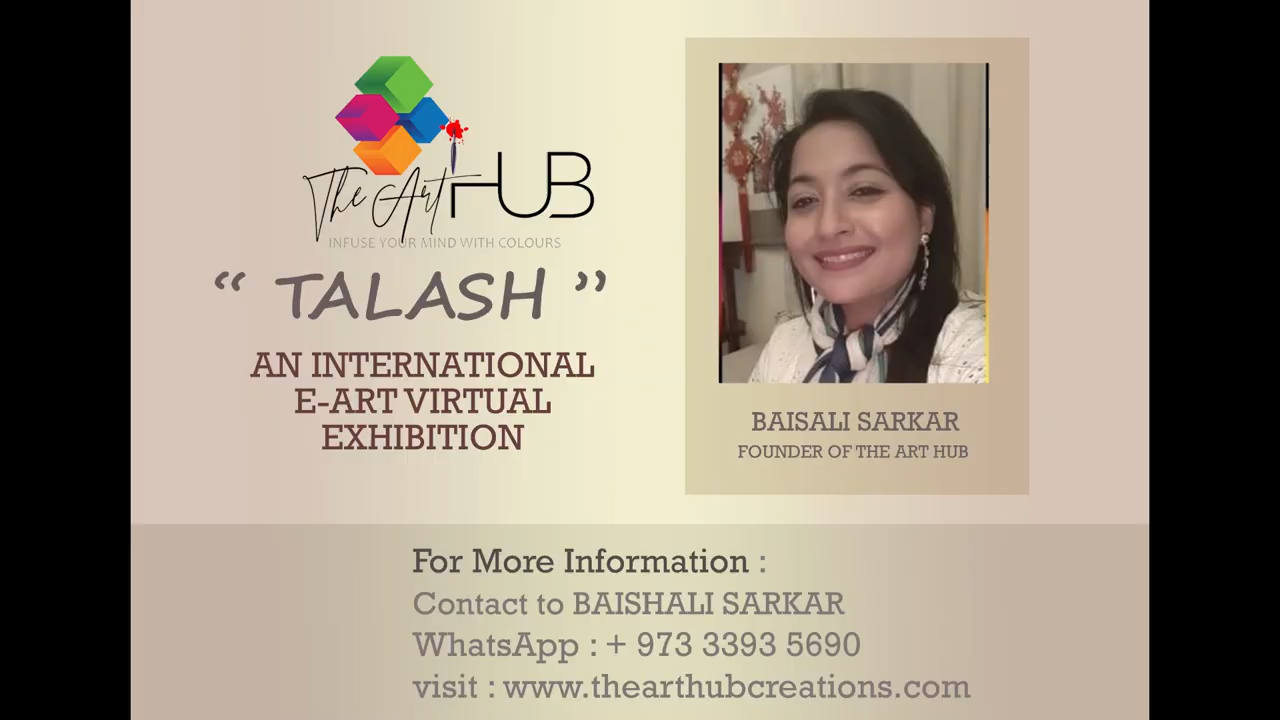 The Art HUB
INFUSE YOUR MIND WITH COLOURS
“ TALASH ”
AN INTERNATIONAL
E-ART VIRTUAL
EXHIBITION
BAISALI SARKAR
FOUNDER OF THE ART HUB
For More Information :
Contact to BAISHALI SARKAR
WhatsApp : + 973 3393 5690
visit : www.thearthubcreations.com